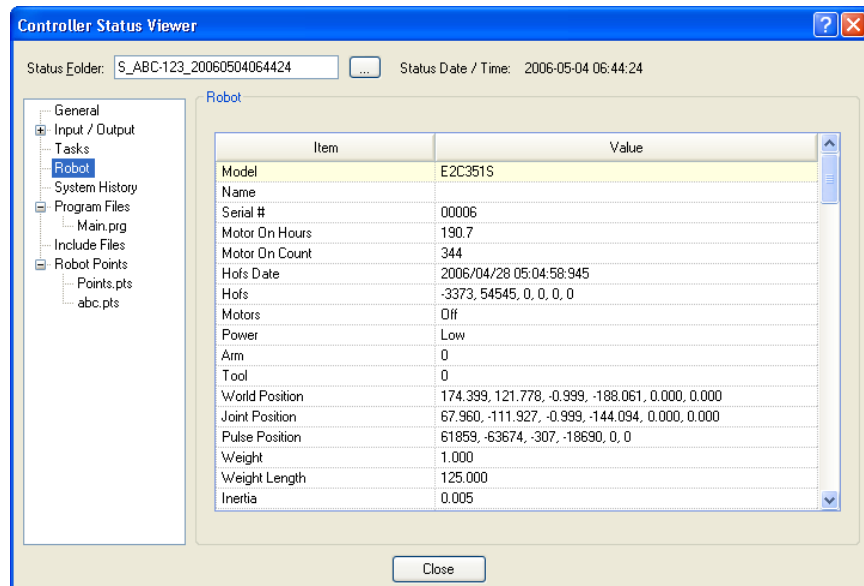 Controller Status Viewer
Status Folder: S_ABC-123_20060504064424 ... Status Date / Time: 2006-05-04 06:44:24
General
Input / Output
Tasks
Robot
System History
Program Files
Main.prg
Include Files
Robot Points
Points.pts
abc.pts
Robot
Item Value
Model E2C351S
Name
Serial # 00006
Motor On Hours 190.7
Motor On Count 344
Hofs Date 2006/04/28 05:04:58:945
Hofs -3373, 54545, 0, 0, 0, 0
Motors Off
Power Low
Arm 0
Tool 0
World Position 174.399, 121.778, -0.999, -188.061, 0.000, 0.000
Joint Position 67.960, -111.927, -0.999, -144.094, 0.000, 0.000
Pulse Position 61859, -63674, -307, -18690, 0, 0
Weight 1.000
Weight Length 125.000
Inertia 0.005
Close